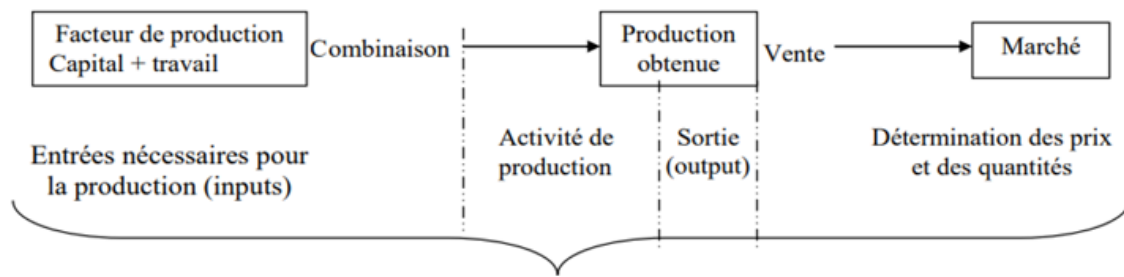 Facteur de production
Capital + travail
Combinaison
Production
obtenue
Vente
Marché
Entrées nécessaires pour
la production (inputs)
Activité de
production
Sortie
(output)
Détermination des prix
et des quantités